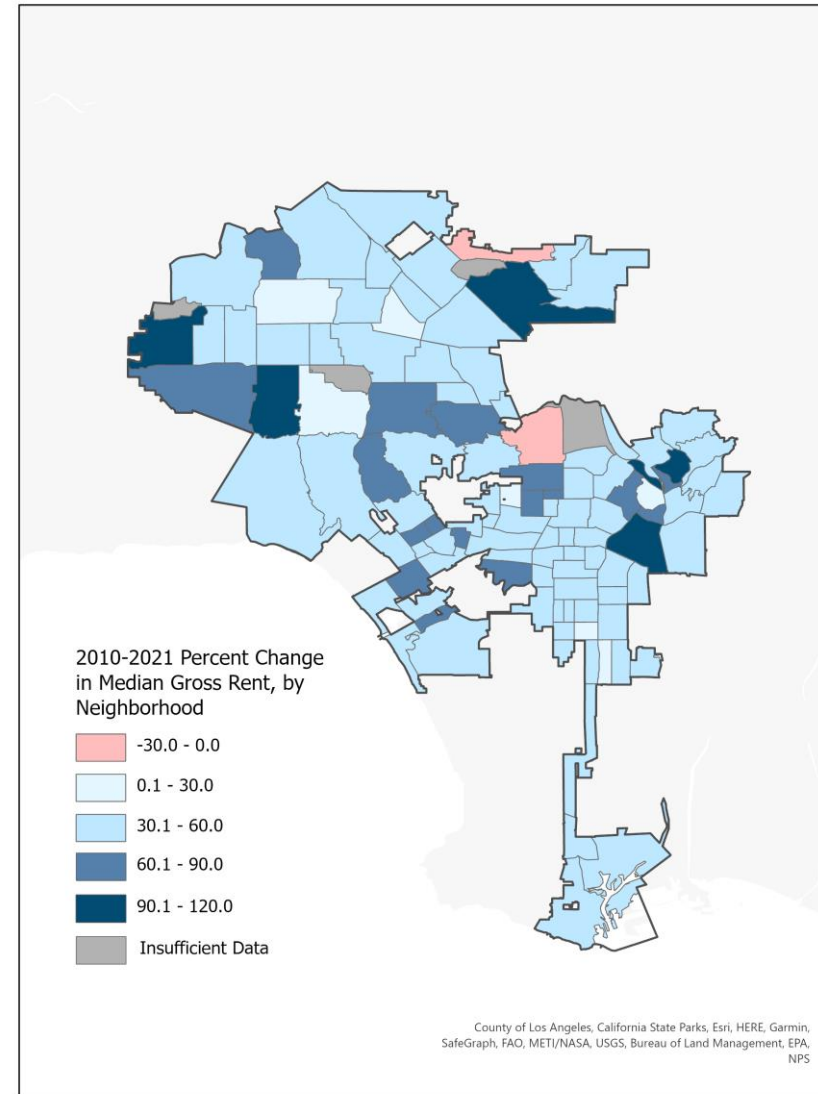 2010-2021 Percent Change
in Median Gross Rent, by
Neighborhood
-30.0 - 0.0
0.1 - 30.0
30.1 - 60.0
60.1 - 90.0
90.1 - 120.0
Insufficient Data
County of Los Angeles, California State Parks, Esri, HERE, Garmin,
SafeGraph, FAO, METI/NASA, USGS, Bureau of Land Management, EPA,
NPS